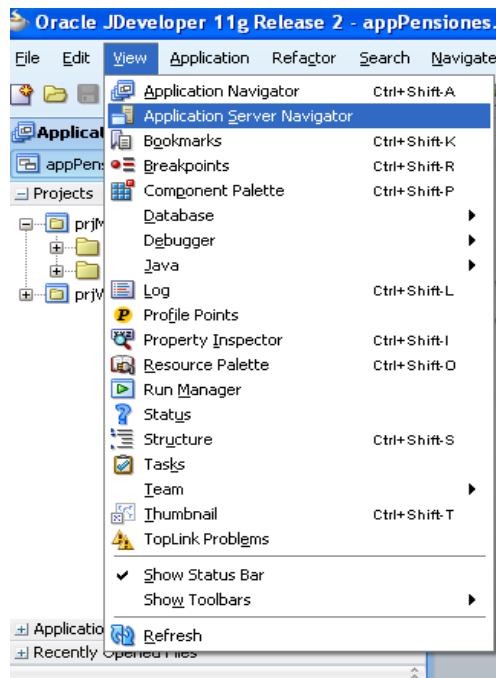 Oracle JDeveloper 11g Release 2 - appPensiones.
File Edit View Application Refactor Search Navigate
Applicat
appPens
Projects
prjM
prjV
Application Navigator Ctrl+Shift-A
Application Server Navigator
Bookmarks Ctrl+Shift-K
Breakpoints Ctrl+Shift-R
Component Palette Ctrl+Shift-P
Database
Debugger
Java
Log Ctrl+Shift-L
Profile Points
Property Inspector Ctrl+Shift-I
Resource Palette Ctrl+Shift-O
Run Manager
Status
Structure Ctrl+Shift-S
Tasks
Team
Thumbnail Ctrl+Shift-T
TopLink Problems
Show Status Bar
Show Toolbars
Refresh
Applicatio
Recently Opened Files